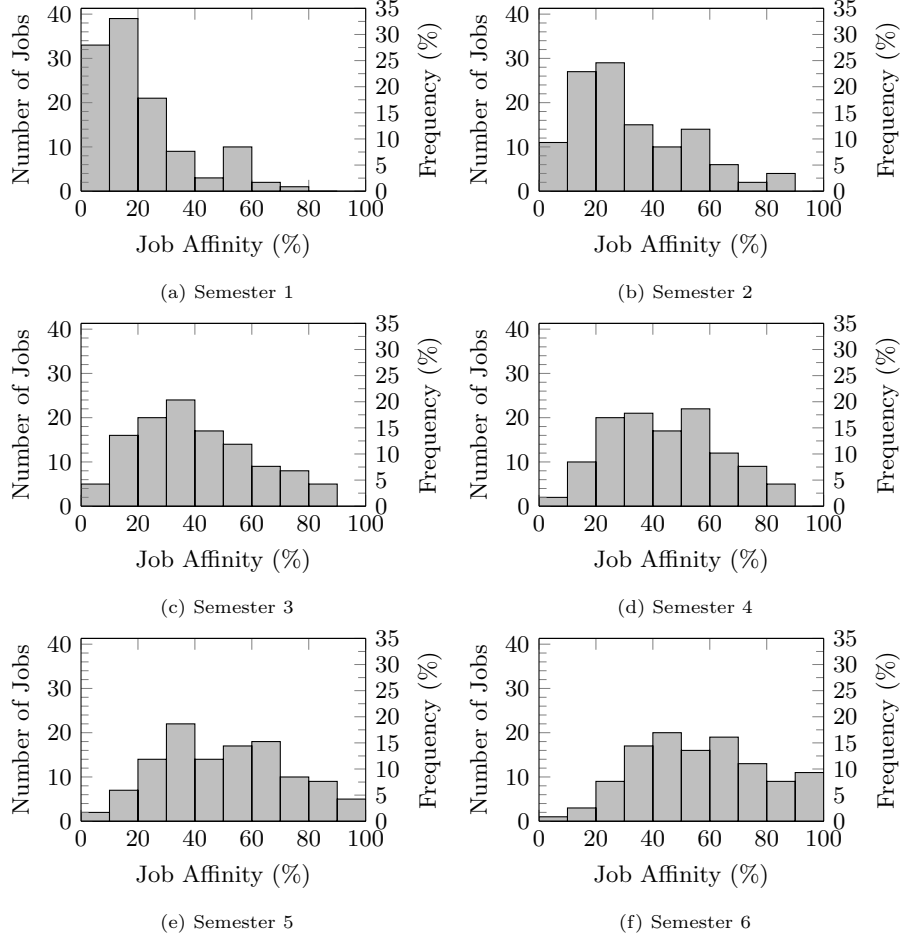 0 20 40 60 80 100
0
10
20
30
40
Job Affinity (%)
Number of Jobs
0
5
10
15
20
25
30
35
Frequency (%)
(a) Semester 1
0 20 40 60 80 100
0
10
20
30
40
Job Affinity (%)
Number of Jobs
0
5
10
15
20
25
30
35
Frequency (%)
(b) Semester 2
0 20 40 60 80 100
0
10
20
30
40
Job Affinity (%)
Number of Jobs
0
5
10
15
20
25
30
35
Frequency (%)
(c) Semester 3
0 20 40 60 80 100
0
10
20
30
40
Job Affinity (%)
Number of Jobs
0
5
10
15
20
25
30
35
Frequency (%)
(d) Semester 4
0 20 40 60 80 100
0
10
20
30
40
Job Affinity (%)
Number of Jobs
0
5
10
15
20
25
30
35
Frequency (%)
(e) Semester 5
0 20 40 60 80 100
0
10
20
30
40
Job Affinity (%)
Number of Jobs
0
5
10
15
20
25
30
35
Frequency (%)
(f) Semester 6